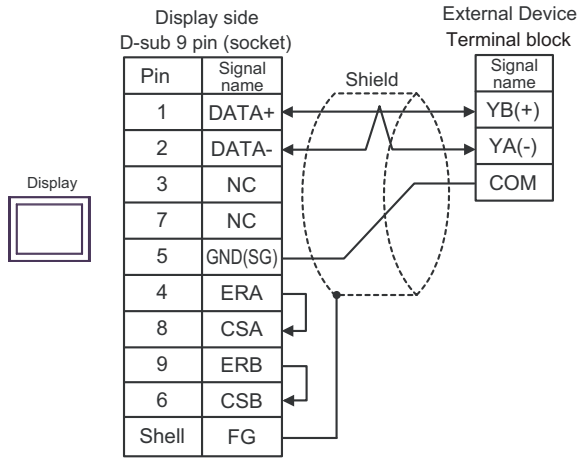 Display side
D-sub 9 pin (socket)
External Device
Terminal block
Pin
Signal
name
Shield
Signal
name
1
DATA+
YB(+)
2
DATA-
YA(-)
3
NC
COM
Display
7
NC
5
GND(SG)
4
ERA
8
CSA
9
ERB
6
CSB
Shell
FG